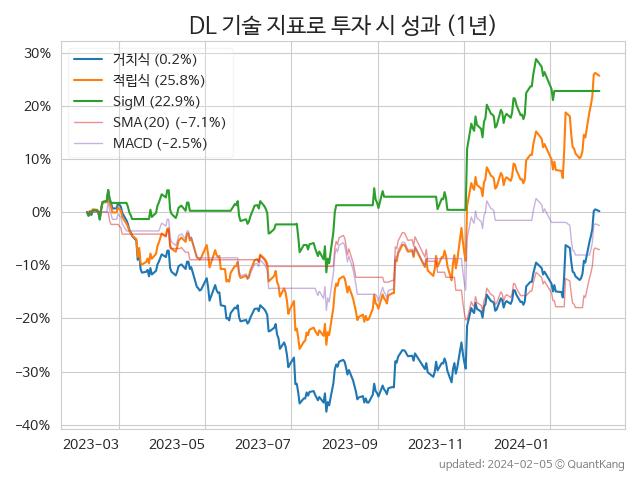 DL 기술 지표로 투자 시 성과 (1년)
30%
20%
10%
0%
−10%
−20%
−30%
−40%
거치식 (0.2%)
적립식 (25.8%)
SigM (22.9%)
SMA(20) (−7.1%)
MACD (−2.5%)
2023-03 2023-05 2023-07 2023-09 2023-11 2024-01
updated: 2024-02-05 © QuantKang